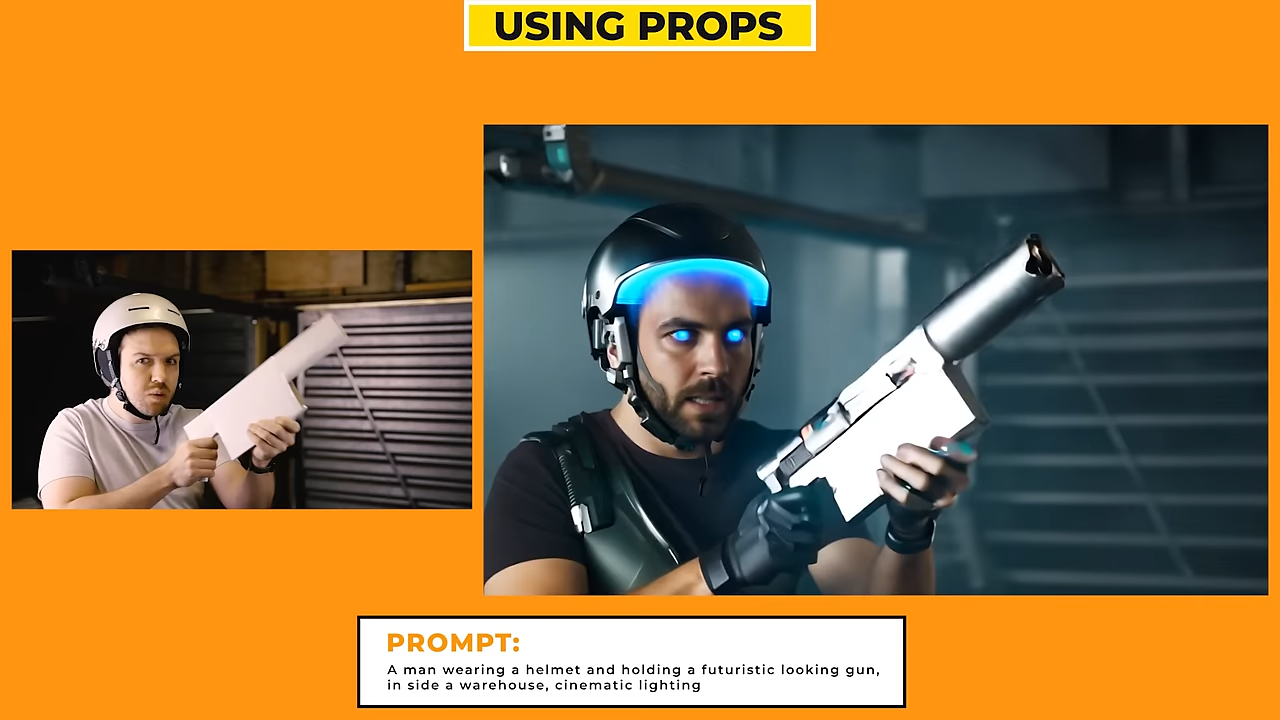 USING PROPS
PROMPT:
A man wearing a helmet and holding a futuristic looking gun,
in side a warehouse, cinematic lighting